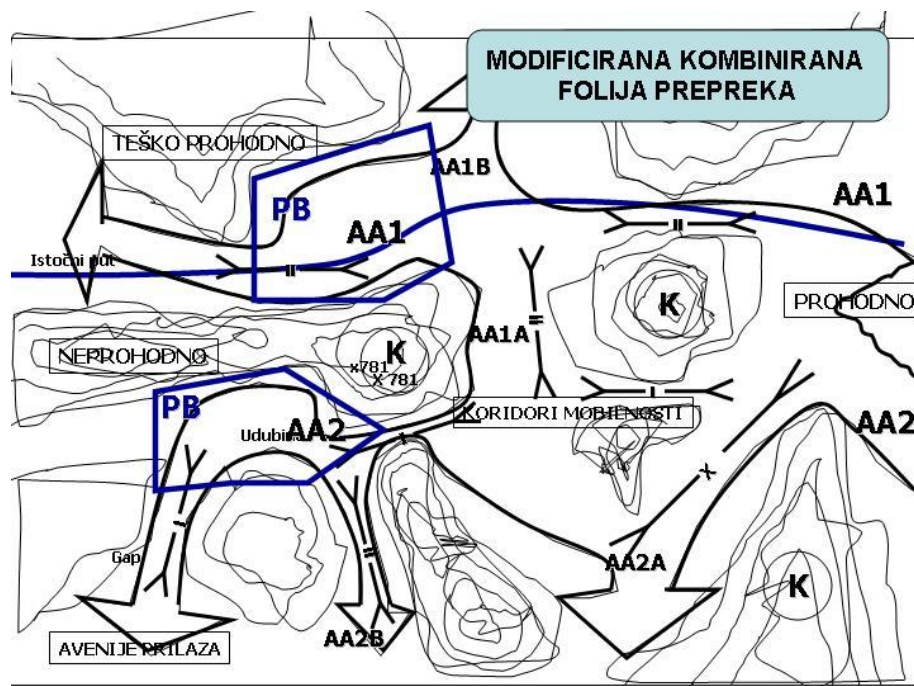 MODIFICIRANA KOMBINIRANA
FOLIJA PREPREKA
TEŠKO PROHODNO
AA1B
AA1
PB
AA1
Istočni put
K
PROHODNO
AA1A
NEPROHODNO
K
x781
X 781
PB
KORIDORI MOBILNOSTI
AA2
AA2
Udubina
X
Gap
AA2A
K
AA2B
AVENIJE PRILAZA